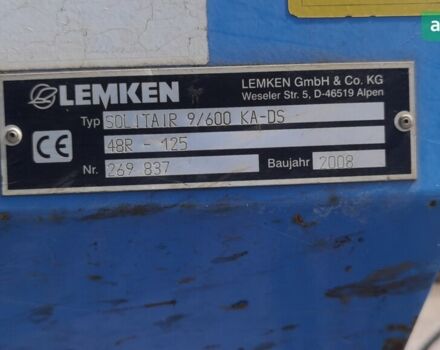 LEMKEN
LEMKEN GmbH & Co. KG
Weseler Str. 5, D-46519 Alpen
Typ SOLITAIR 9/600 KA-DS
48R - 125
CE
Nr. 269 837 Baujahr 2008
a